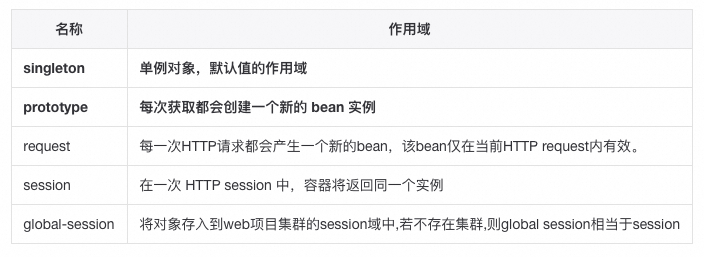 名称 作用域
singleton 单例对象，默认值的作用域
prototype 每次获取都会创建一个新的 bean 实例
request 每一次HTTP请求都会产生一个新的bean，该bean仅在当前HTTP request内有效。
session 在一次 HTTP session 中，容器将返回同一个实例
global-session 将对象存入到web项目集群的session域中,若不存在集群,则global session相当于session